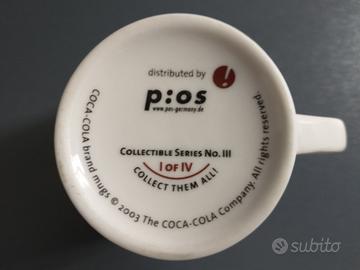 distributed by
p:os
www.pos-germany.de
COLLECTIBLE SERIES NO. III
I OF IV
COLLECT THEM ALL!
COCA-COLA brand mugs © 2003 The COCA-COLA Company. All rights reserved.
subito